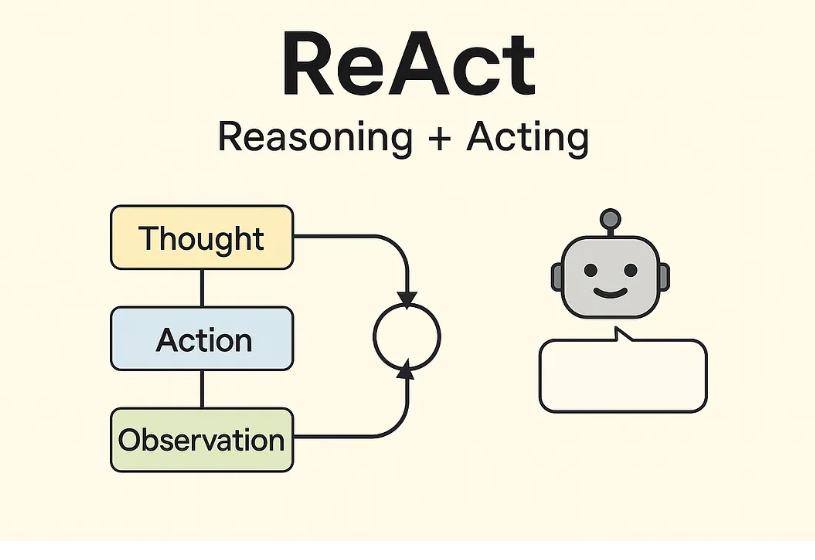 ReAct
Reasoning + Acting
Thought
Action
Observation